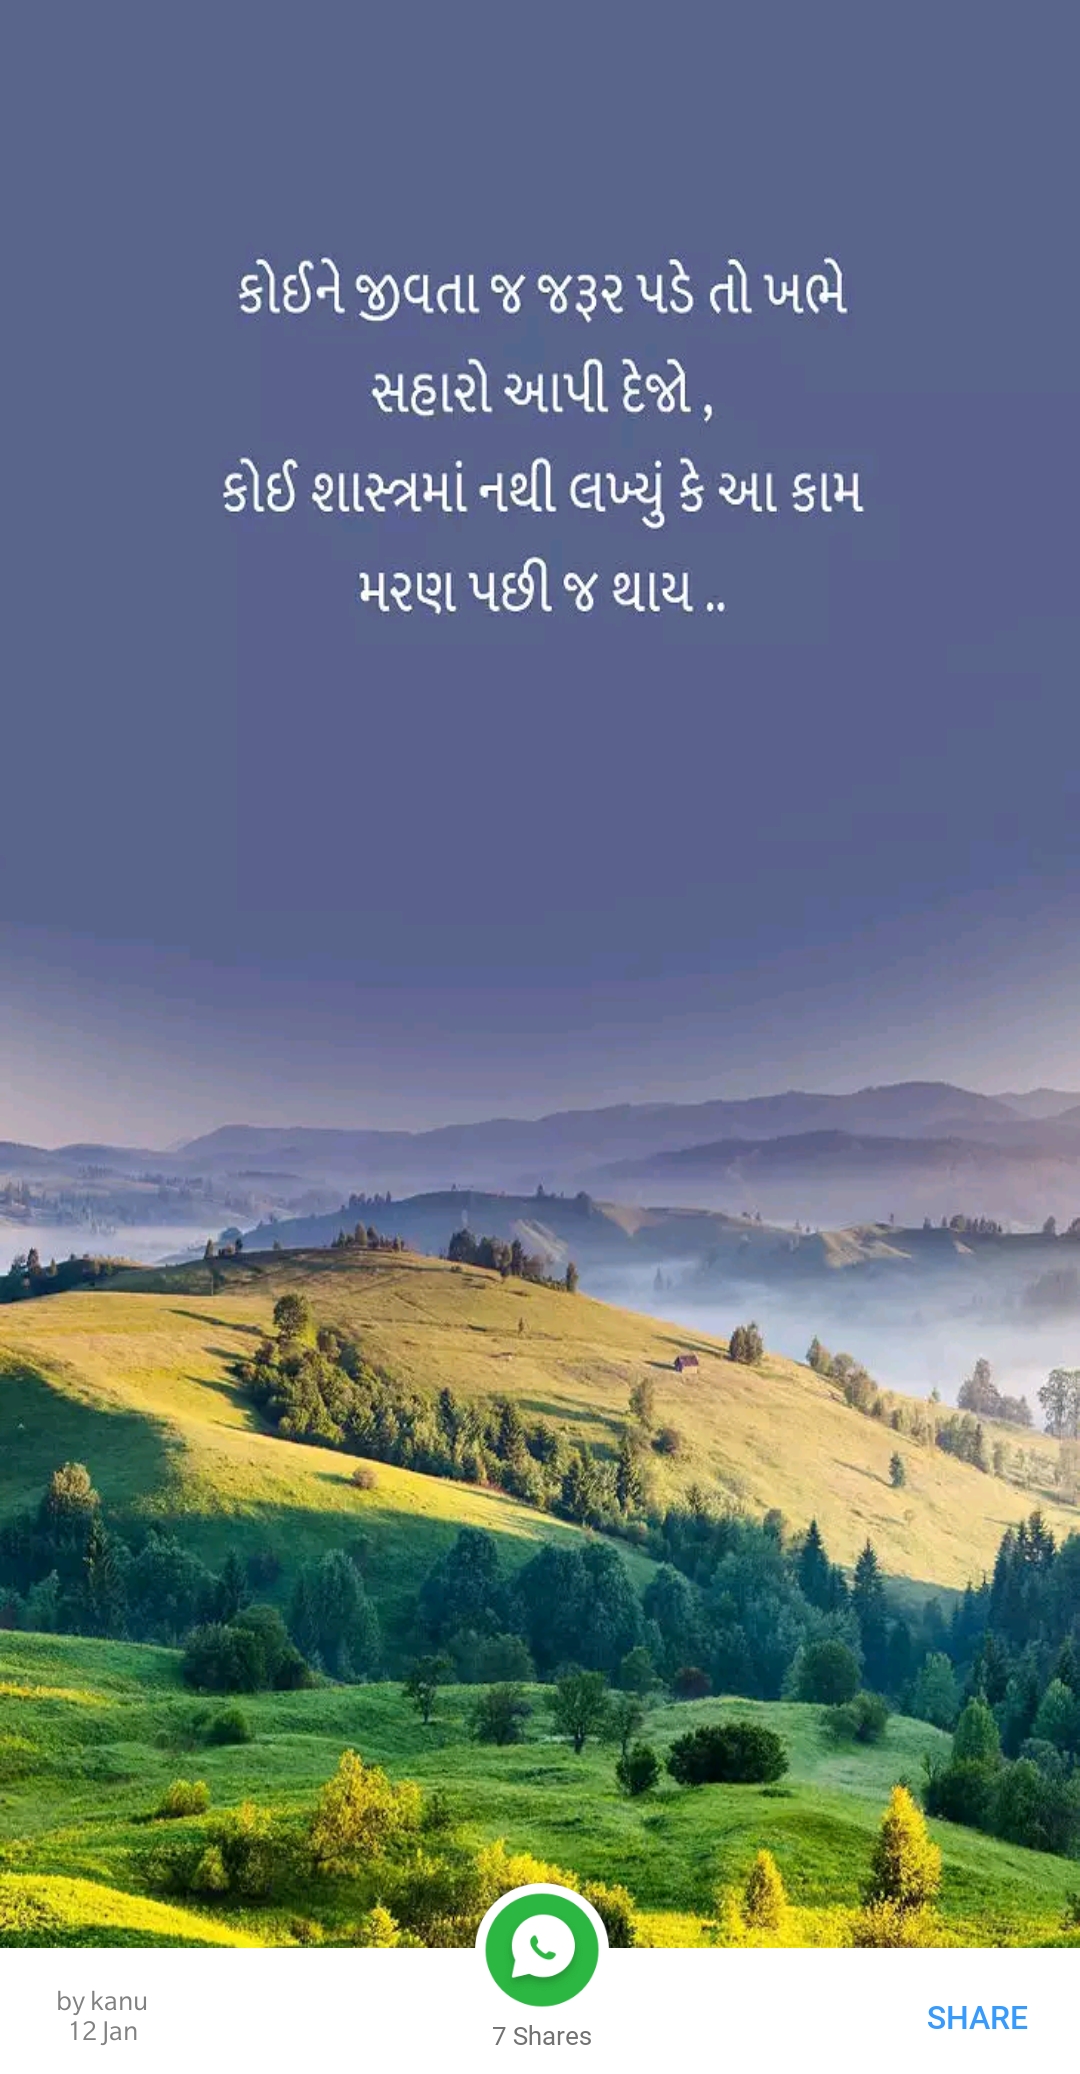 કોઈને જીવતા જ જરૂર પડે તો ખભે
સહારો આપી દેજો ,
કોઈ શાસ્ત્રમાં નથી લખ્યું કે આ કામ
મરણ પછી જ થાય ..
by kanu
12 Jan
7 Shares
SHARE